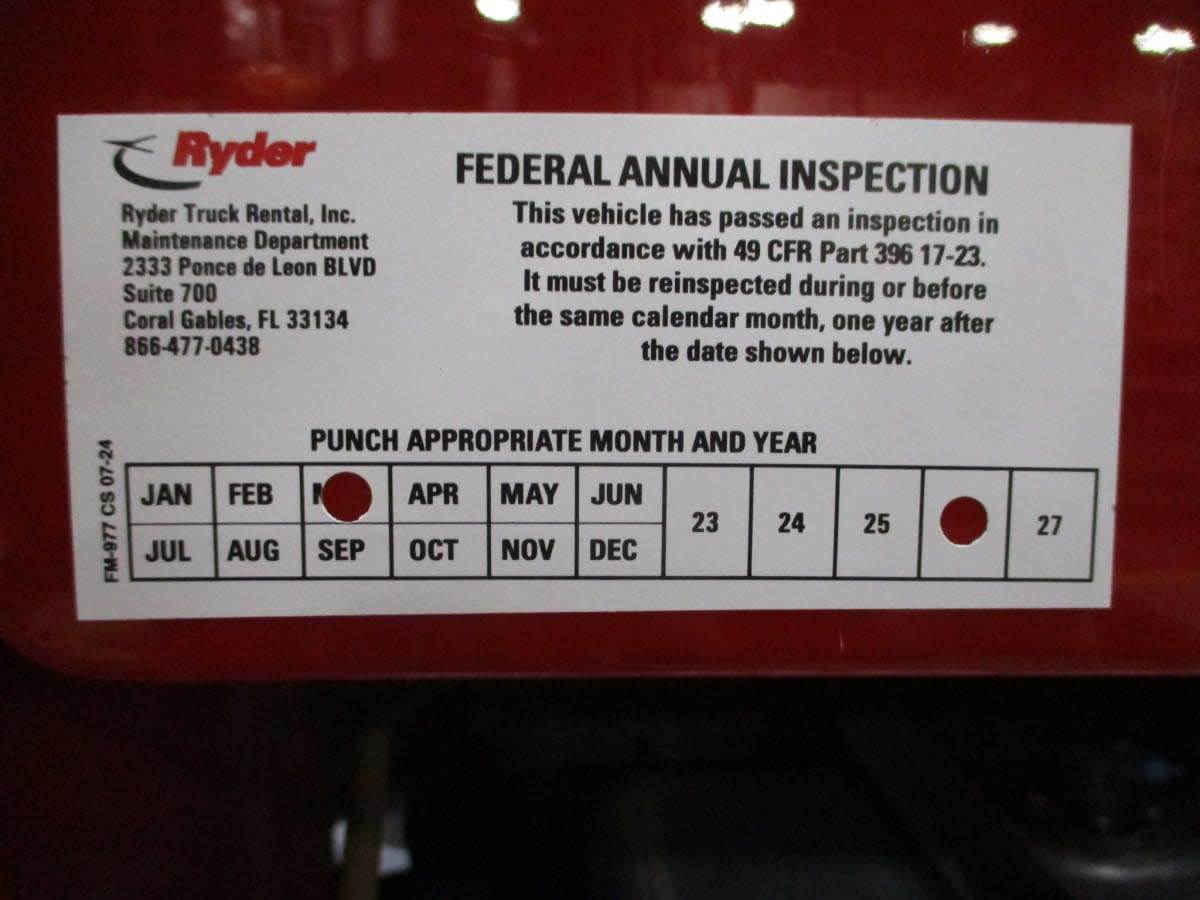 Ryder
Ryder Truck Rental, Inc.
Maintenance Department
2333 Ponce de Leon BLVD
Suite 700
Coral Gables, FL 33134
866-477-0438
FEDERAL ANNUAL INSPECTION
This vehicle has passed an inspection in
accordance with 49 CFR Part 396 17-23.
It must be reinspected during or before
the same calendar month, one year after
the date shown below.
PUNCH APPROPRIATE MONTH AND YEAR
JAN FEB APR MAY JUN 23 24 25 27
JUL AUG SEP OCT NOV DEC
FM-977 CS 07-24